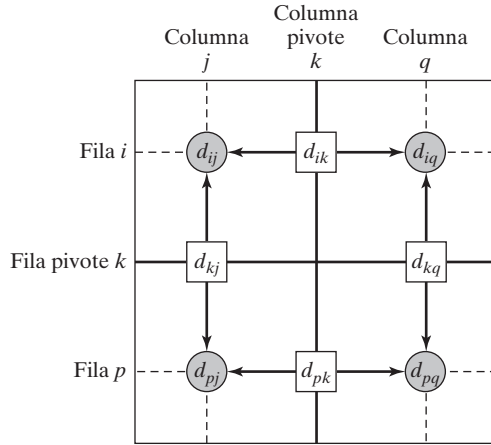 Columna
Columna pivote Columna
j k q
Fila i d_ij d_ik d_iq
Fila pivote k d_kj d_kq
Fila p d_pj d_pk d_pq